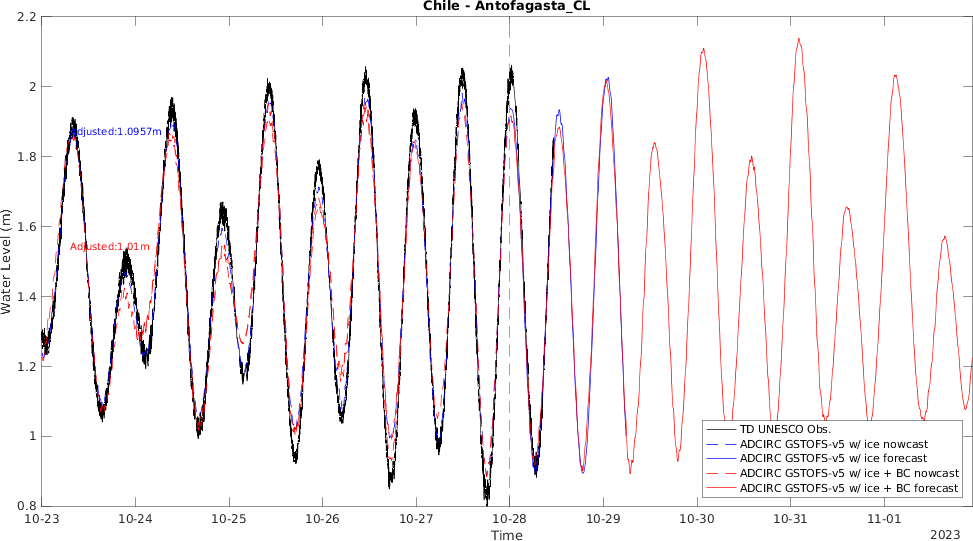 Chile - Antofagasta_CL
2.2
2
1.8
1.6
1.4
1.2
1
0.8
Water Level (m)
Adjusted:1.0957m
Adjusted:1.01m
TD UNESCO Obs.
ADCIRC GSTOFS-v5 w/ ice nowcast
ADCIRC GSTOFS-v5 w/ ice forecast
ADCIRC GSTOFS-v5 w/ ice + BC nowcast
ADCIRC GSTOFS-v5 w/ ice + BC forecast
10-23 10-24 10-25 10-26 10-27 10-28 10-29 10-30 10-31 11-01
Time
2023